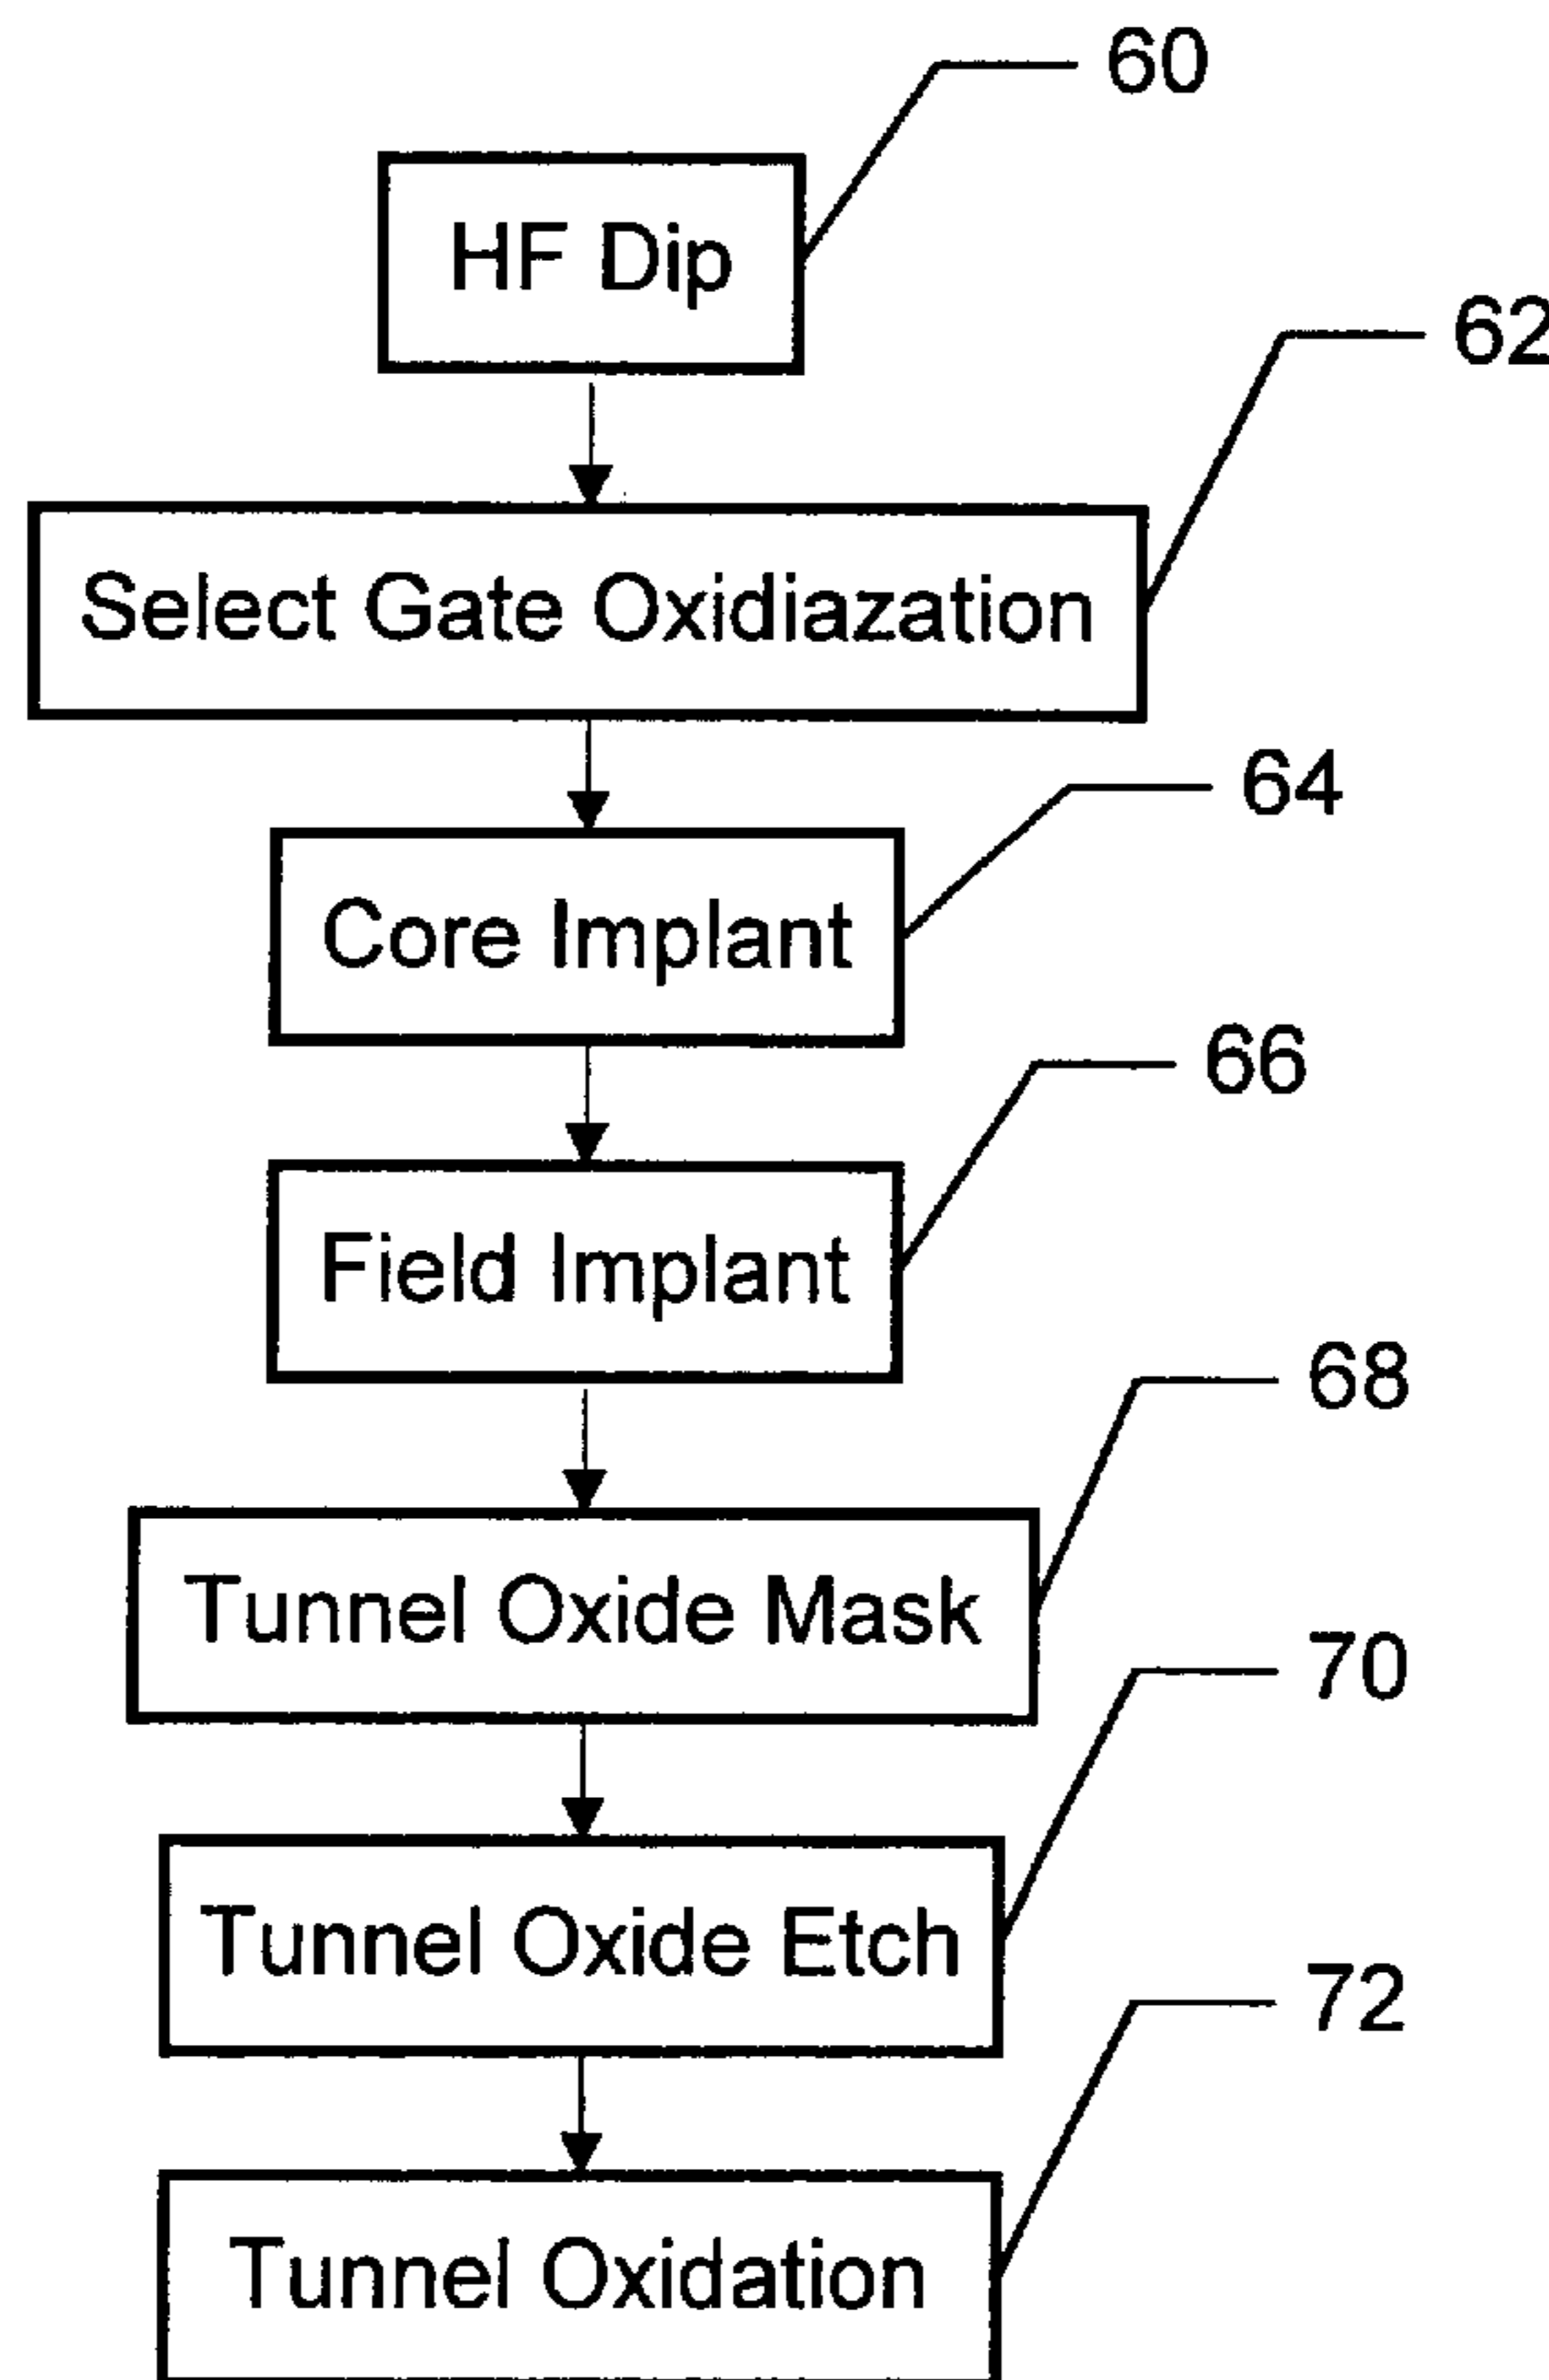 60
HF Dip
62
Select Gate Oxidiazation
64
Core Implant
66
Field Implant
68
Tunnel Oxide Mask
70
Tunnel Oxide Etch
72
Tunnel Oxidation